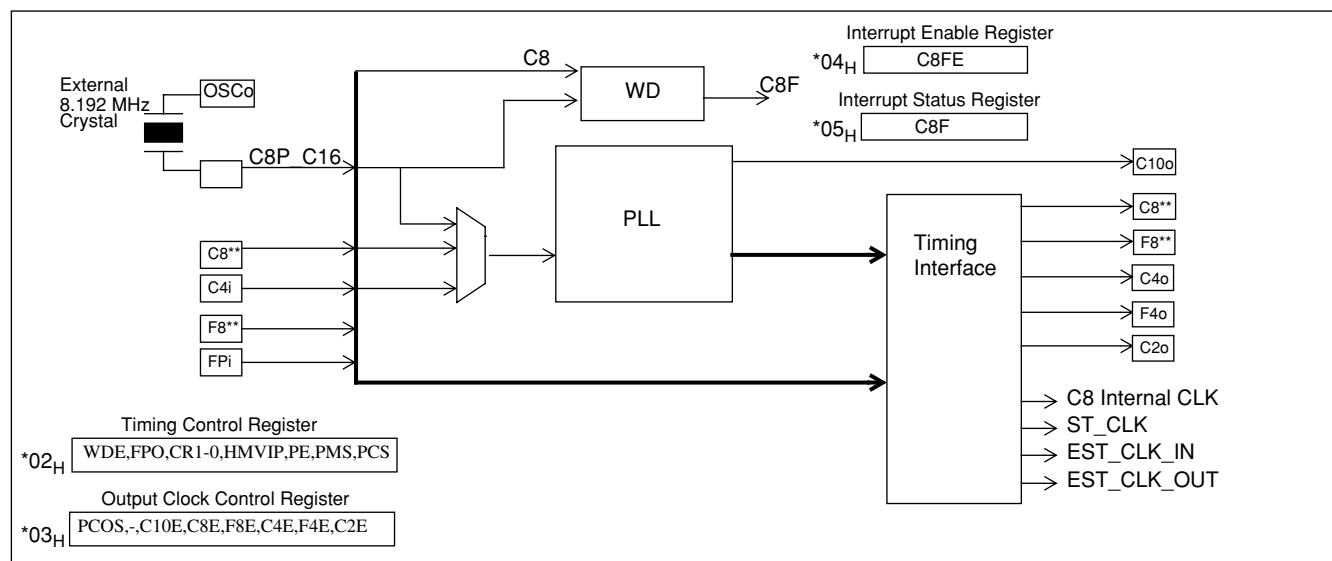 External
8.192 MHz
Crystal
OSCo
C8P_C16
C8
WD
C8F
Interrupt Enable Register
*04H C8FE
Interrupt Status Register
*05H C8F
C8**
C4i
F8**
FPi
PLL
Timing
Interface
C10o
C8**
F8**
C4o
F4o
C2o
C8 Internal CLK
ST_CLK
EST_CLK_IN
EST_CLK_OUT
Timing Control Register
*02H WDE,FPO,CR1-0,HMVIP,PE,PMS,PCS
Output Clock Control Register
*03H PCOS,-,C10E,C8E,F8E,C4E,F4E,C2E